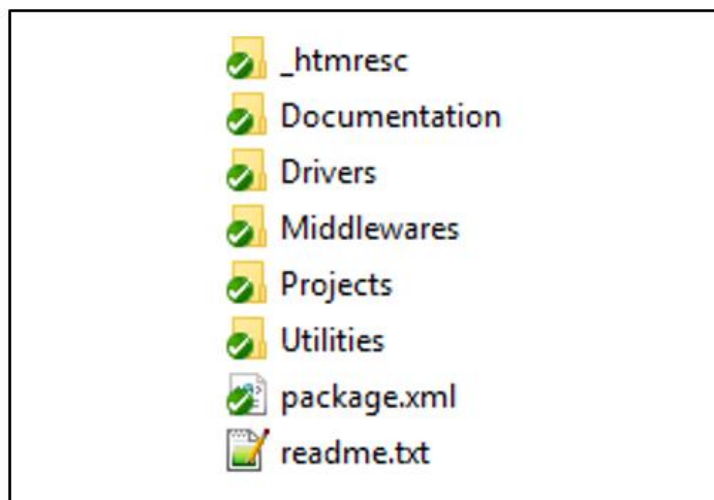 _htmresc
Documentation
Drivers
Middlewares
Projects
Utilities
package.xml
readme.txt